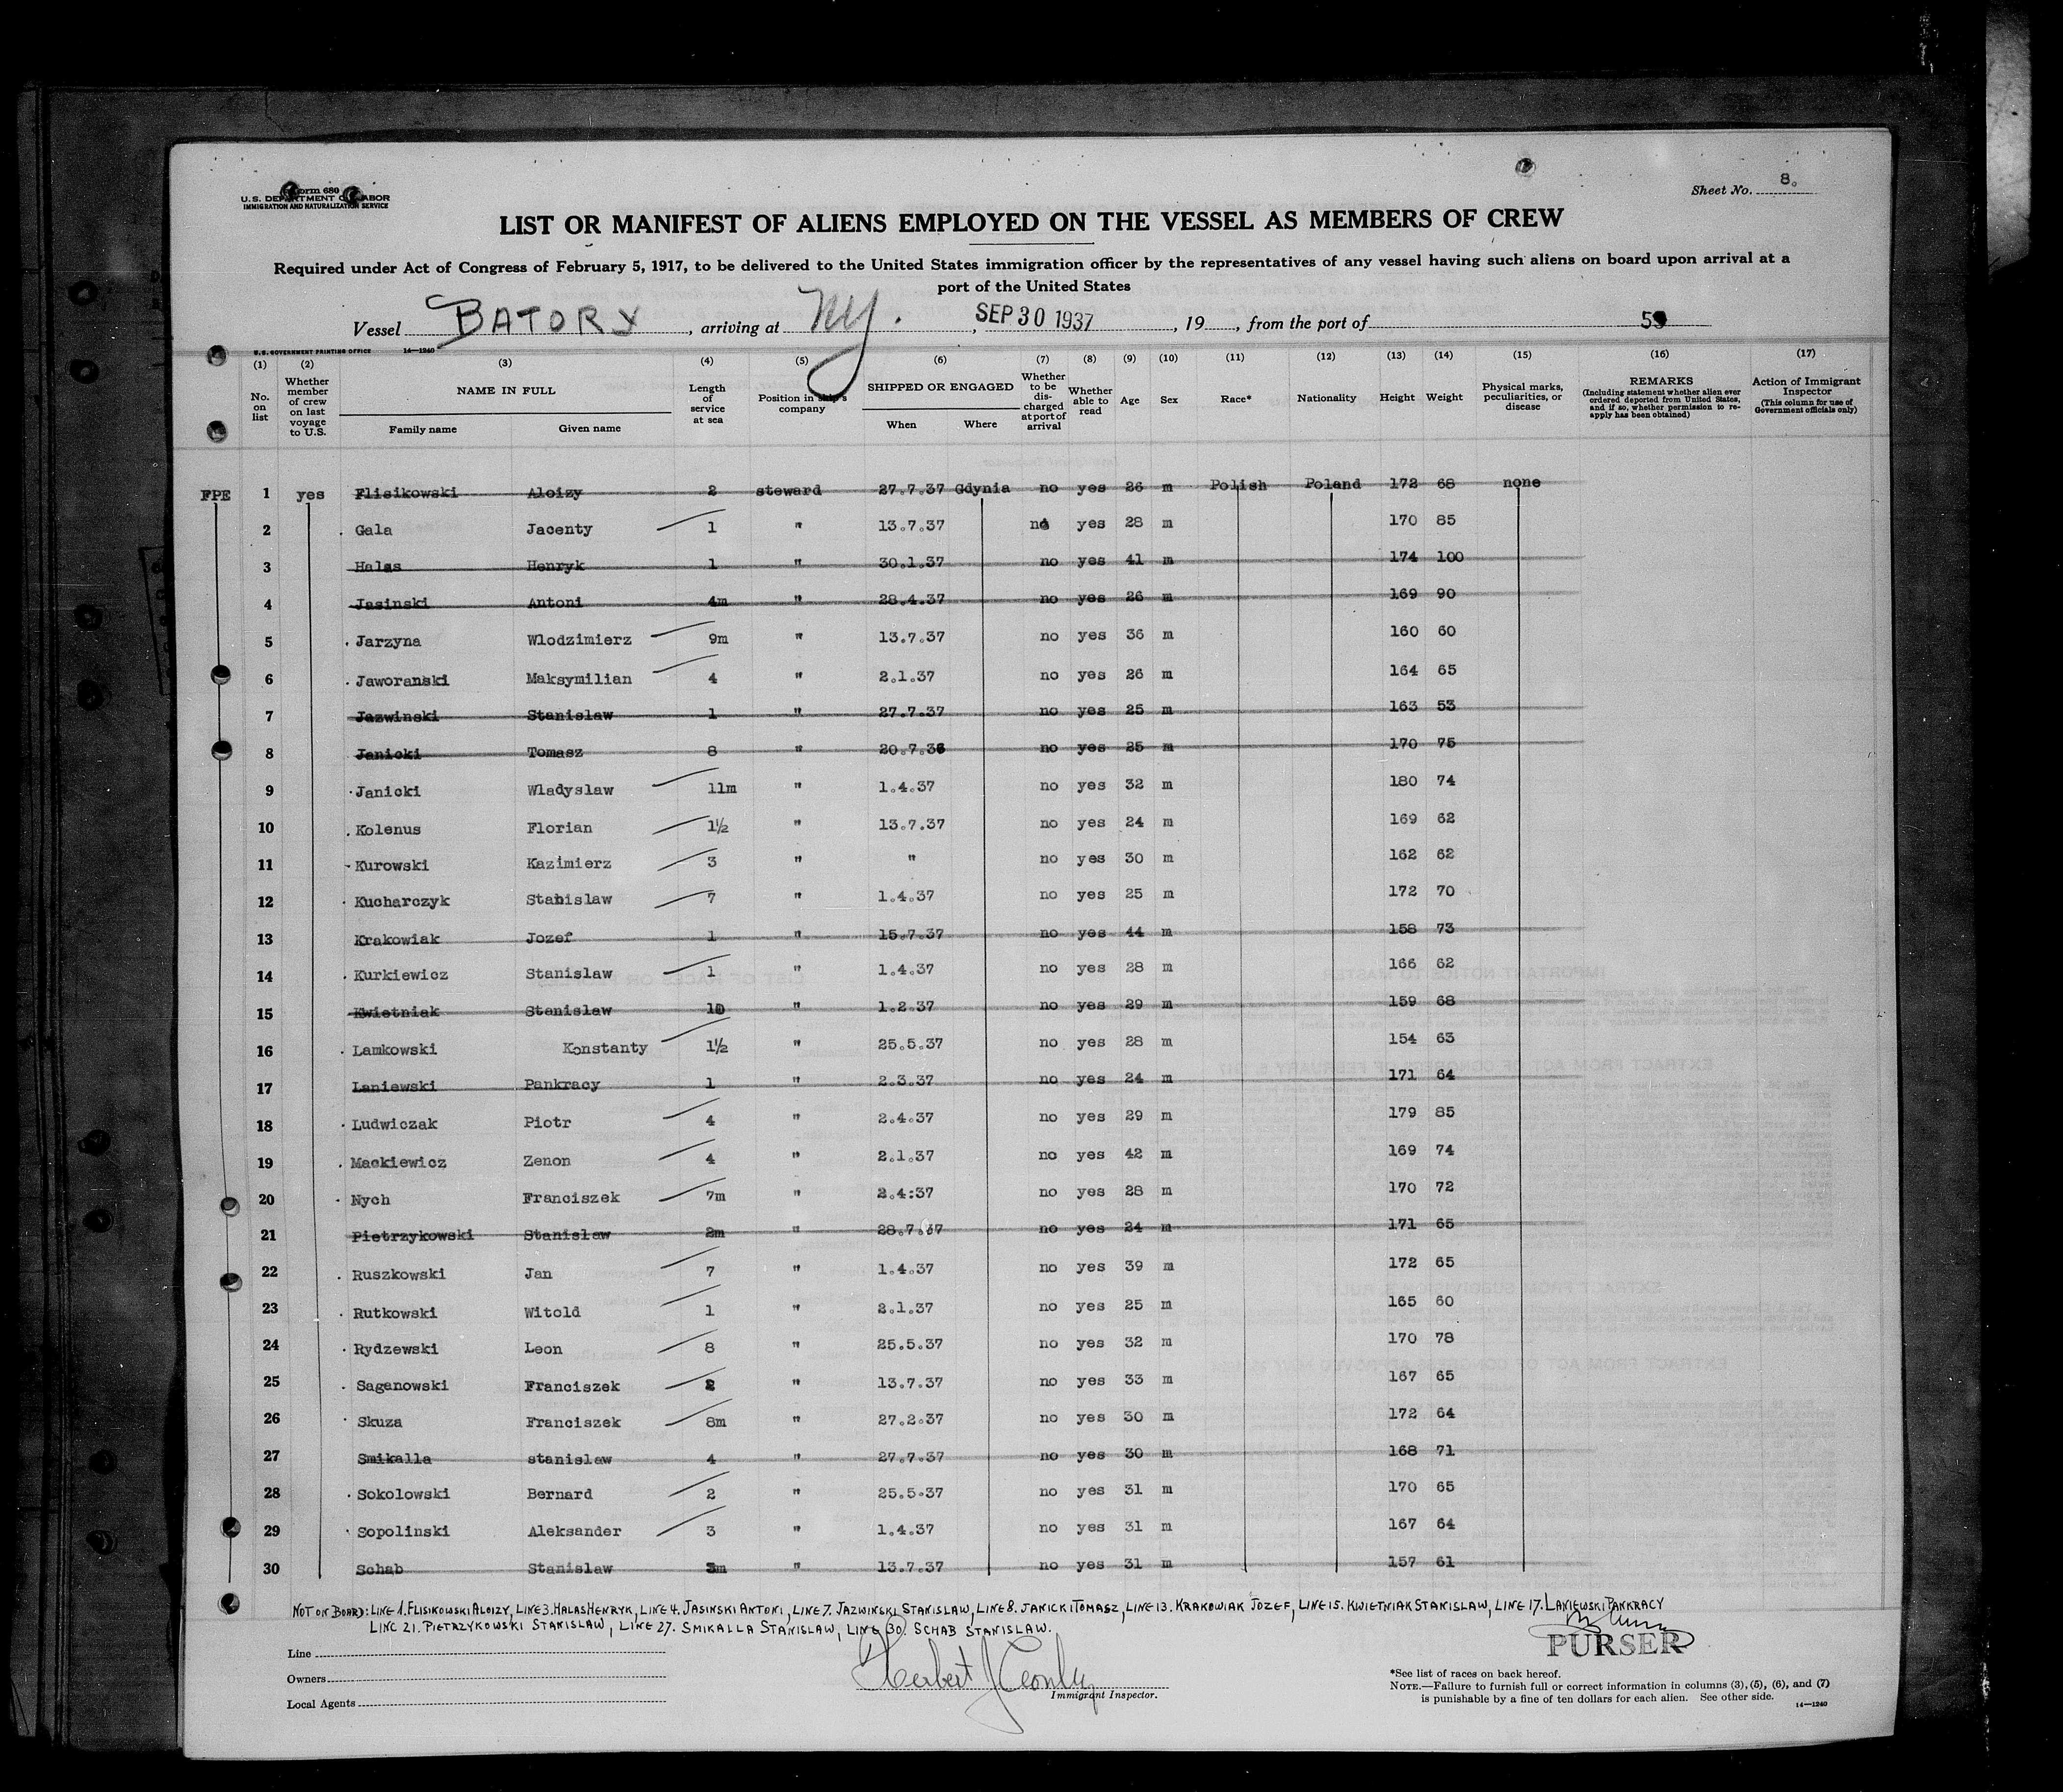 Form 680
U.S. DEPARTMENT OF LABOR
IMMIGRATION AND NATURALIZATION SERVICE
Sheet No. 8.
LIST OR MANIFEST OF ALIENS EMPLOYED ON THE VESSEL AS MEMBERS OF CREW
Required under Act of Congress of February 5, 1917, to be delivered to the United States immigration officer by the representatives of any vessel having such aliens on board upon arrival at a
port of the United States
Vessel BATORY, arriving at NY., SEP 30 1937, 19, from the port of
U.S. GOVERNMENT PRINTING OFFICE 14—1240
(1) (2) (3) (4) (5) (6) (7) (8) (9) (10) (11) (12) (13) (14) (15) (16) (17)
No. on list
Whether member of crew on last voyage to U.S.
NAME IN FULL
Family name Given name
Length of service at sea
Position in ship's company
SHIPPED OR ENGAGED
When Where
Whether to be discharged at port of arrival
Whether able to read
Age
Sex
Race*
Nationality
Height
Weight
Physical marks, peculiarities, or disease
REMARKS
(Including statement whether alien ever ordered deported from United States, and if so, whether permission to reapply has been obtained)
Action of Immigrant Inspector
(This column for use of Government officials only)
FPE 1 yes Flisikowski Aloizy 2 steward 27.7.37 Gdynia no yes 26 m Polish Poland 172 68 none
2 Gala Jacenty 1 " 13.7.37 no yes 28 m 170 85
3 Halas Henryk 1 " 30.1.37 no yes 41 m 174 100
4 Jasinski Antoni 4m " 28.4.37 no yes 26 m 169 90
5 Jarzyna Wlodzimierz 9m " 13.7.37 no yes 36 m 160 60
6 Jaworanski Maksymilian 4 " 2.1.37 no yes 26 m 164 65
7 Jazwinski Stanislaw 1 " 27.7.37 no yes 25 m 163 53
8 Janicki Tomasz 8 " 20.7.36 no yes 25 m 170 75
9 Janicki Wladyslaw 11m " 1.4.37 no yes 32 m 180 74
10 Kolenus Florian 1½ " 13.7.37 no yes 24 m 169 62
11 Kurowski Kazimierz 3 " " no yes 30 m 162 62
12 Kucharczyk Stanislaw 7 " 1.4.37 no yes 25 m 172 70
13 Krakowiak Jozef 1 " 15.7.37 no yes 44 m 158 73
14 Kurkiewicz Stanislaw 1 " 1.4.37 no yes 28 m 166 62
15 Kwietniak Stanislaw 10 " 1.2.37 no yes 29 m 159 68
16 Lamkowski Konstanty 1½ " 25.5.37 no yes 28 m 154 63
17 Laniewski Pankracy 1 " 2.3.37 no yes 24 m 171 64
18 Ludwiczak Piotr 4 " 2.4.37 no yes 29 m 179 85
19 Mackiewicz Zenon 4 " 2.1.37 no yes 42 m 169 74
20 Nych Franciszek 7m " 2.4:37 no yes 28 m 170 72
21 Pietrzykowski Stanislaw 2m " 28.7.37 no yes 24 m 171 65
22 Ruszkowski Jan 7 " 1.4.37 no yes 39 m 172 65
23 Rutkowski Witold 1 " 2.1.37 no yes 25 m 165 60
24 Rydzewski Leon 8 " 25.5.37 no yes 32 m 170 78
25 Saganowski Franciszek 2 " 13.7.37 no yes 33 m 167 65
26 Skuza Franciszek 8m " 27.2.37 no yes 30 m 172 64
27 Smikalla stanislaw 4 " 27.7.37 no yes 30 m 168 71
28 Sokolowski Bernard 2 " 25.5.37 no yes 31 m 170 65
29 Sopolinski Aleksander 3 " 1.4.37 no yes 31 m 167 64
30 Schab Stanislaw 3m " 13.7.37 no yes 31 m 157 61
NOT ON BOARD: LINE 1. FLISIKOWSKI ALOIZY, LINE 3. HALAS HENRYK, LINE 4. JASINSKI ANTONI, LINE 7. JAZWINSKI STANISLAW, LINE 8. JANICKI TOMASZ, LINE 13. KRAKOWIAK JOZEF, LINE 15. KWIETNIAK STANISLAW, LINE 17. LANIEWSKI PANKRACY
LINE 21. PIETRZYKOWSKI STANISLAW, LINE 27. SMIKALLA STANISLAW, LINE 30. SCHAB STANISLAW.
PURSER
Line
Owners
Local Agents
Herbert J
Immigrant Inspector.
*See list of races on back hereof.
NOTE.—Failure to furnish full or correct information in columns (3), (5), (6), and (7)
is punishable by a fine of ten dollars for each alien. See other side.
14—1240